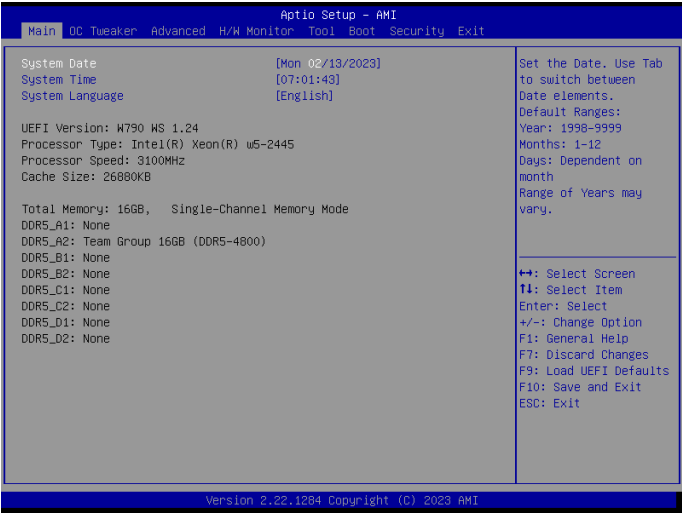 Aptio Setup - AMI
Main OC Tweaker Advanced H/W Monitor Tool Boot Security Exit
System Date [Mon 02/13/2023]
System Time [07:01:43]
System Language [English]
UEFI Version: W790 WS 1.24
Processor Type: Intel(R) Xeon(R) w5-2445
Processor Speed: 3100MHz
Cache Size: 26880KB
Total Memory: 16GB, Single-Channel Memory Mode
DDR5_A1: None
DDR5_A2: Team Group 16GB (DDR5-4800)
DDR5_B1: None
DDR5_B2: None
DDR5_C1: None
DDR5_C2: None
DDR5_D1: None
DDR5_D2: None
Set the Date. Use Tab
to switch between
Date elements.
Default Ranges:
Year: 1998-9999
Months: 1-12
Days: Dependent on
month
Range of Years may
vary.
↔: Select Screen
↑↓: Select Item
Enter: Select
+/-: Change Option
F1: General Help
F7: Discard Changes
F9: Load UEFI Defaults
F10: Save and Exit
ESC: Exit
Version 2.22.1284 Copyright (C) 2023 AMI